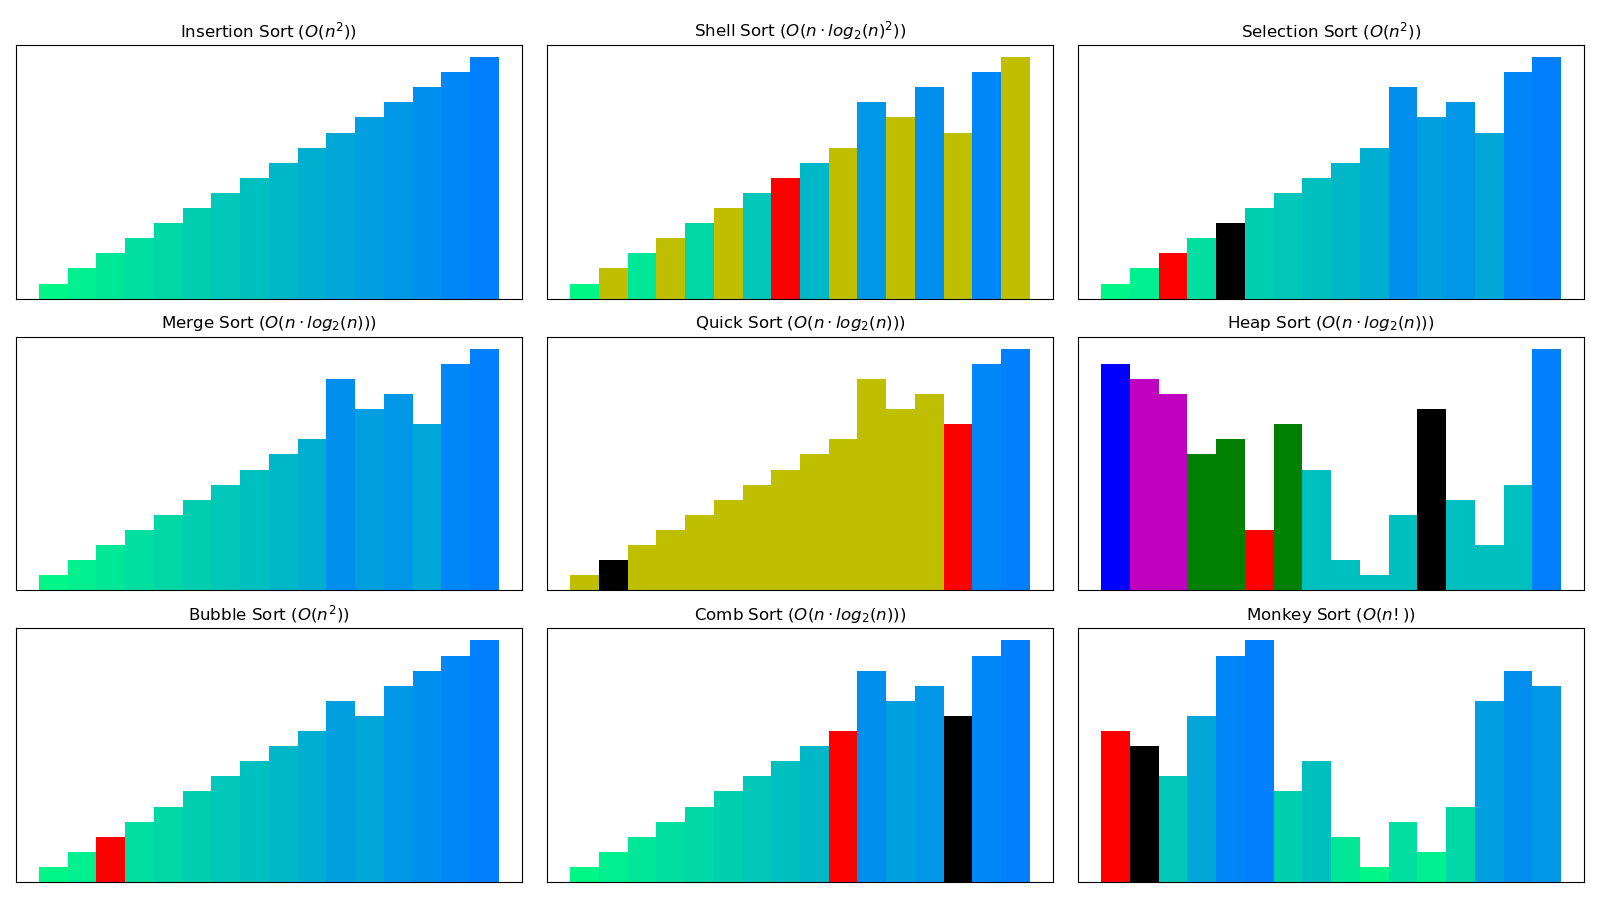 Insertion Sort (O(n²))
Shell Sort (O(n · log₂(n)²))
Selection Sort (O(n²))
Merge Sort (O(n · log₂(n)))
Quick Sort (O(n · log₂(n)))
Heap Sort (O(n · log₂(n)))
Bubble Sort (O(n²))
Comb Sort (O(n · log₂(n)))
Monkey Sort (O(n!))